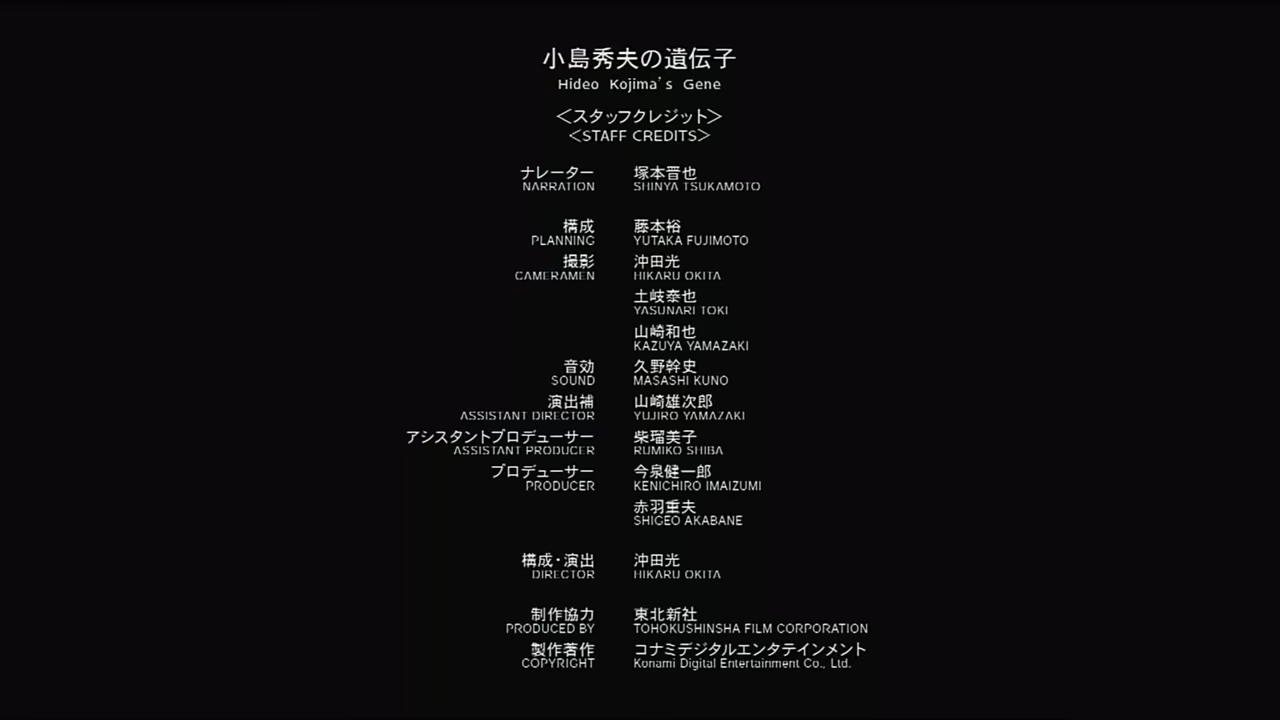 小島秀夫の遺伝子
Hideo Kojima's Gene
＜スタッフクレジット＞
＜STAFF CREDITS＞
ナレーター 塚本晋也
NARRATION SHINYA TSUKAMOTO
構成 藤本裕
PLANNING YUTAKA FUJIMOTO
撮影 沖田光
CAMERAMEN HIKARU OKITA
土岐泰也
YASUNARI TOKI
山崎和也
KAZUYA YAMAZAKI
音効 久野幹史
SOUND MASASHI KUNO
演出補 山崎雄次郎
ASSISTANT DIRECTOR YUJIRO YAMAZAKI
アシスタントプロデューサー 柴瑠美子
ASSISTANT PRODUCER RUMIKO SHIBA
プロデューサー 今泉健一郎
PRODUCER KENICHIRO IMAIZUMI
赤羽重夫
SHIGEO AKABANE
構成・演出 沖田光
DIRECTOR HIKARU OKITA
制作協力 東北新社
PRODUCED BY TOHOKUSHINSHA FILM CORPORATION
製作著作 コナミデジタルエンタテインメント
COPYRIGHT Konami Digital Entertainment Co., Ltd.